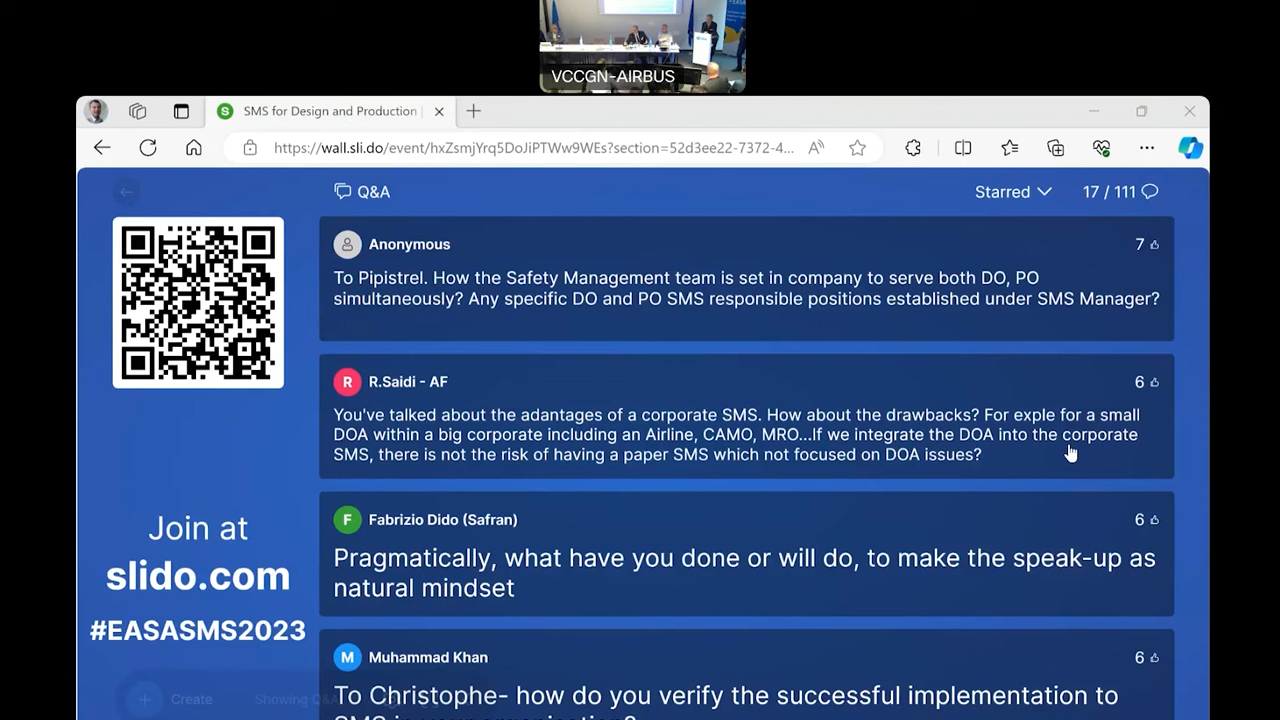 VCCGN-AIRBUS
SMS for Design and Production |
https://wall.sli.do/event/hxZsmjYrq5DoJiPTWw9WEs?section=52d3ee22-7372-4...
Q&A
Starred
17 / 111
Anonymous
7
To Pipistrel. How the Safety Management team is set in company to serve both DO, PO
simultaneously? Any specific DO and PO SMS responsible positions established under SMS Manager?
R
R.Saidi - AF
6
You've talked about the adantages of a corporate SMS. How about the drawbacks? For exple for a small
DOA within a big corporate including an Airline, CAMO, MRO...If we integrate the DOA into the corporate
SMS, there is not the risk of having a paper SMS which not focused on DOA issues?
F
Fabrizio Dido (Safran)
6
Pragmatically, what have you done or will do, to make the speak-up as
natural mindset
M
Muhammad Khan
6
To Christophe- how do you verify the successful implementation to
Join at
slido.com
#EASASMS2023
Create
Showing Q&A